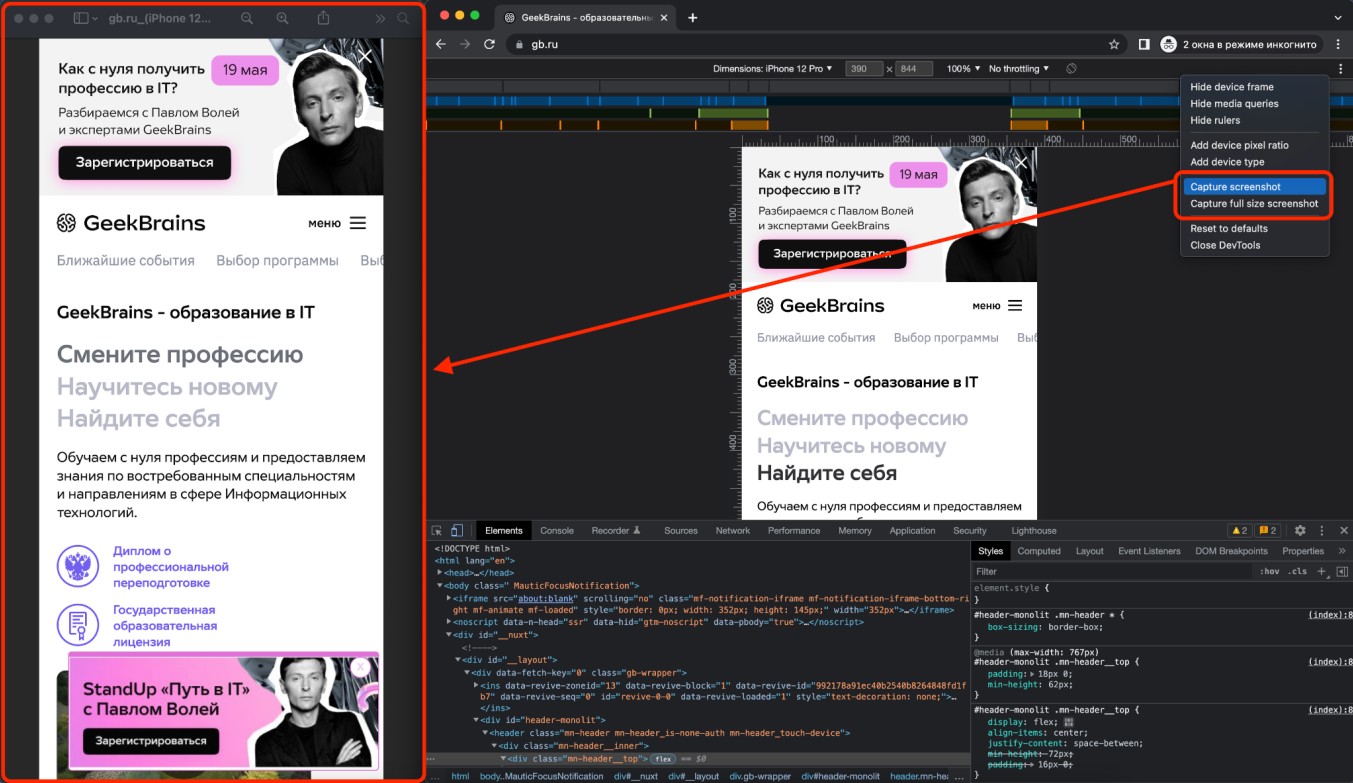 gb.ru_(iPhone 12...
Как с нуля получить
профессию в IT?
19 мая
Разбираемся с Павлом Волей
и экспертами GeekBrains
Зарегистрироваться
GeekBrains
меню
Ближайшие события Выбор программы Выб
GeekBrains - образование в IT
Смените профессию
Научитесь новому
Найдите себя
Обучаем с нуля профессиям и предоставляем
знания по востребованным специальностям
и направлениям в сфере Информационных
технологий.
Диплом о
профессиональной
переподготовке
Государственная
образовательная
лицензия
StandUp «Путь в IT»
с Павлом Волей
Зарегистрироваться
X
GeekBrains - образовательны
gb.ru
2 окна в режиме инкогнито
Dimensions: iPhone 12 Pro ▼ 390 × 844 100% ▼ No throttling ▼
Hide device frame
Hide media queries
Hide rulers
Add device pixel ratio
Add device type
Capture screenshot
Capture full size screenshot
Reset to defaults
Close DevTools
100 200 300 400 500
100
200
300
400
Как с нуля получить
профессию в IT?
19 мая
Разбираемся с Павлом Волей
и экспертами GeekBrains
Зарегистрироваться
GeekBrains
меню
Ближайшие события Выбор программы Выб
GeekBrains - образование в IT
Смените профессию
Научитесь новому
Найдите себя
Обучаем с нуля профессиям и предоставляем
Elements Console Recorder Sources Network Performance Memory Application Security Lighthouse 2 2
<!DOCTYPE html>
<html lang="en">
▶<head>…</head>
▼<body class=" MauticFocusNotification">
▶<iframe src="about:blank" scrolling="no" class="mf-notification-iframe mf-notification-iframe-bottom-ri
ght mf-animate mf-loaded" style="border: 0px; width: 352px; height: 145px;" width="352px">…</iframe>
▶<noscript data-n-head="ssr" data-hid="gtm-noscript" data-pbody="true">…</noscript>
▼<div id="__nuxt">
<!---->
▼<div id="__layout">
▼<div data-fetch-key="0" class="gb-wrapper">
▶<ins data-revive-zoneid="13" data-revive-block="1" data-revive-id="992178a91ec40b2540b8264848fd1f
b7" data-revive-seq="0" id="revive-0-0" data-revive-loaded="1" style="text-decoration: none;">…
</ins>
▼<div id="header-monolit">
▼<header class="mn-header mn-header_is-none-auth mn-header_touch-device">
▼<div class="mn-header__inner">
▼<div class="mn-header__top"> flex == $0
… html body..MauticFocusNotification div#__nuxt div#__layout div.gb-wrapper div#header-monolit header.mn-hea …
Styles Computed Layout Event Listeners DOM Breakpoints Properties »
Filter :hov .cls +
element.style {
}
#header-monolit .mn-header * { (index):8
box-sizing: border-box;
}
@media (max-width: 767px)
#header-monolit .mn-header__top { (index):8
padding: ▶ 18px 0;
min-height: 62px;
}
#header-monolit .mn-header__top { (index):8
display: flex;
align-items: center;
justify-content: space-between;
min-height: 72px;
padding: ▶ 16px 0;
}